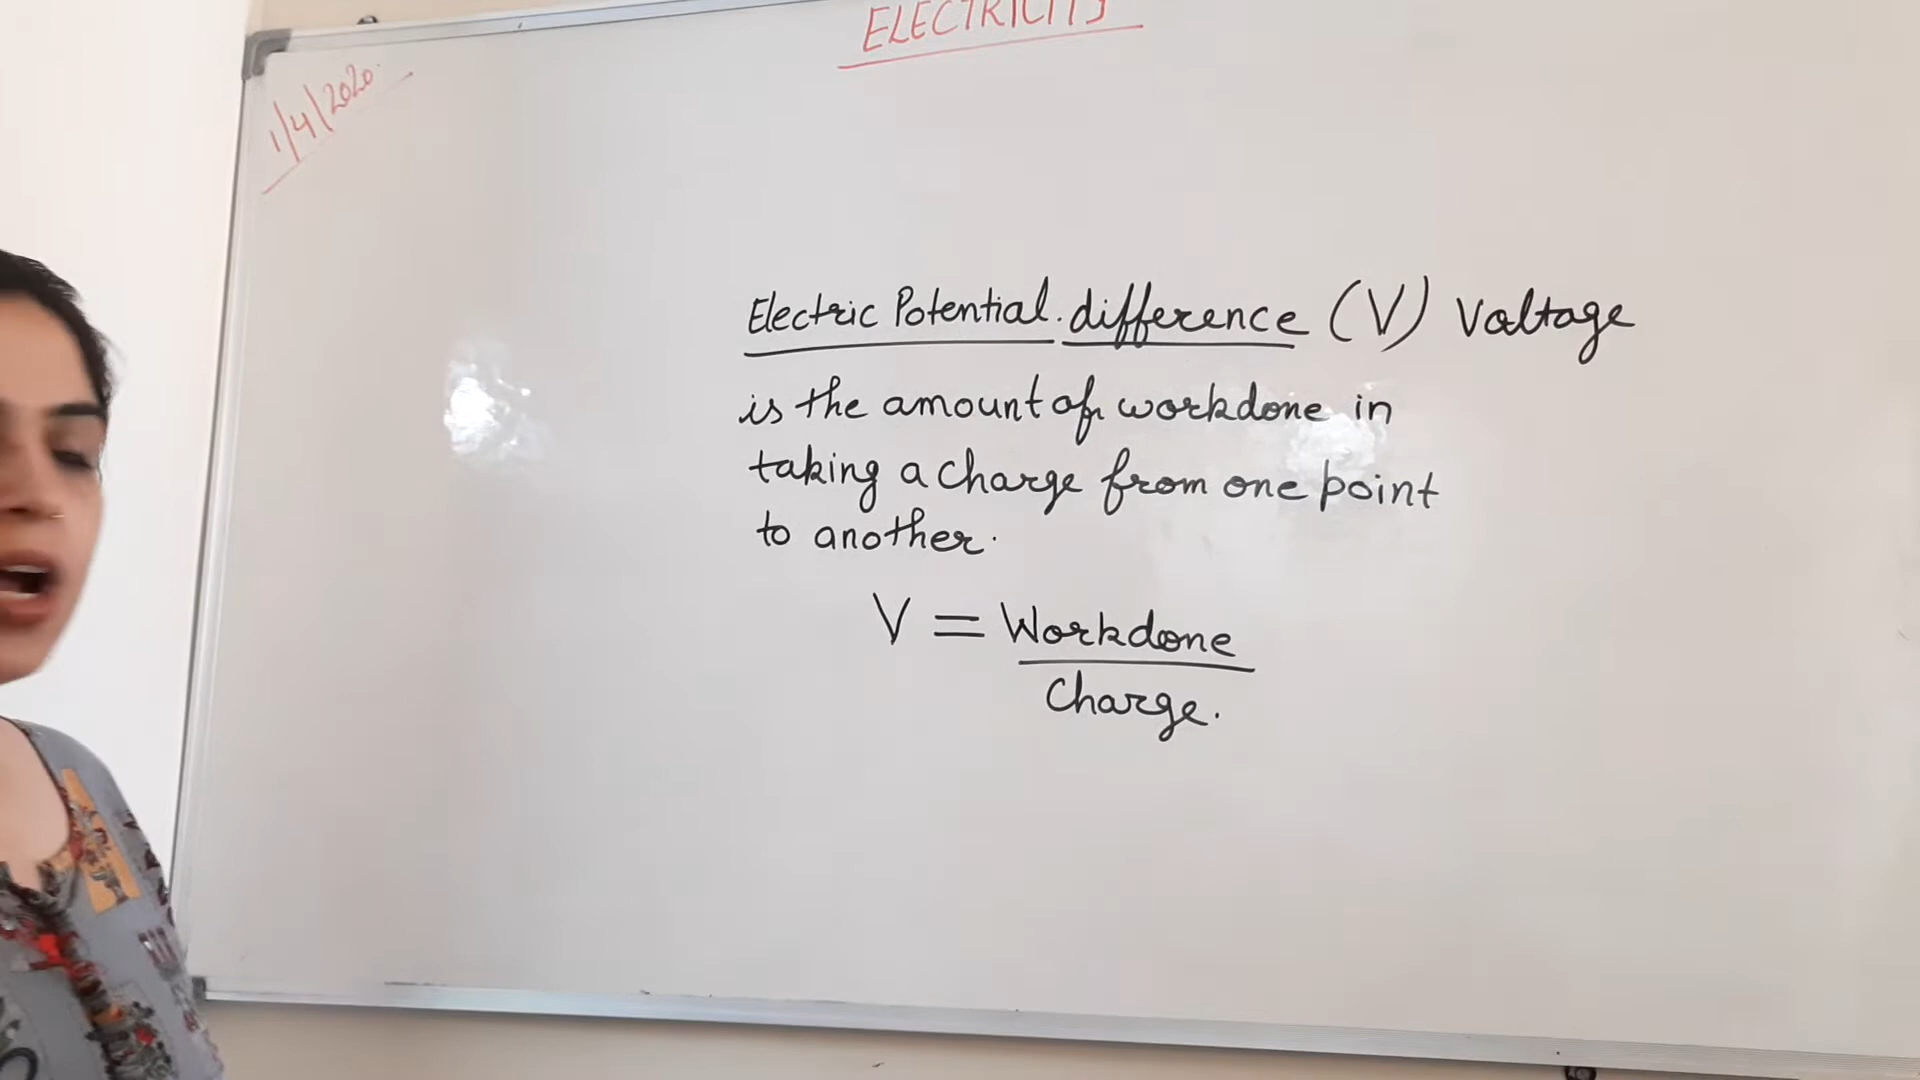 ELECTRICITY
1/4/2020.
Electric Potential difference (V) Voltage
is the amount of workdone in
taking a charge from one point
to another.
V = Workdone
Charge.